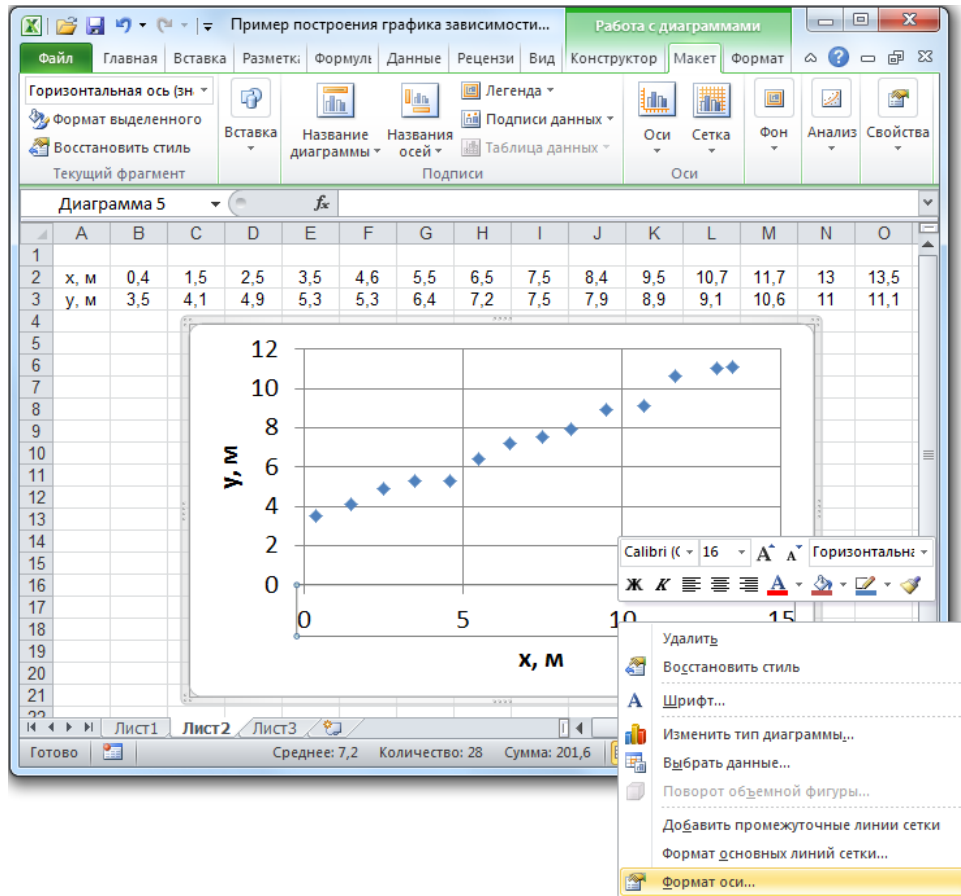 Пример построения графика зависимости... Работа с диаграммами
Файл Главная Вставка Разметк Формул Данные Рецензи Вид Конструктор Макет Формат
Горизонтальная ось (зн
Формат выделенного
Восстановить стиль
Текущий фрагмент
Вставка
Название диаграммы
Названия осей
Легенда
Подписи данных
Таблица данных
Подписи
Оси
Сетка
Оси
Фон
Анализ
Свойства
Диаграмма 5 fx
A B C D E F G H I J K L M N O
1
2 х, м 0,4 1,5 2,5 3,5 4,6 5,5 6,5 7,5 8,4 9,5 10,7 11,7 13 13,5
3 у, м 3,5 4,1 4,9 5,3 5,3 6,4 7,2 7,5 7,9 8,9 9,1 10,6 11 11,1
4
5
6
7
8
9
10
11
12
13
14
15
16
17
18
19
20
21
22
12
10
8
6
4
2
0
у, м
0 5 10 15
х, м
Calibri (С 16 А А Горизонтальна
Ж К А
Удалить
Восстановить стиль
Шрифт...
Изменить тип диаграммы...
Выбрать данные...
Поворот объемной фигуры...
Добавить промежуточные линии сетки
Формат основных линий сетки...
Формат оси...
Лист1 Лист2 Лист3
Готово Среднее: 7,2 Количество: 28 Сумма: 201,6